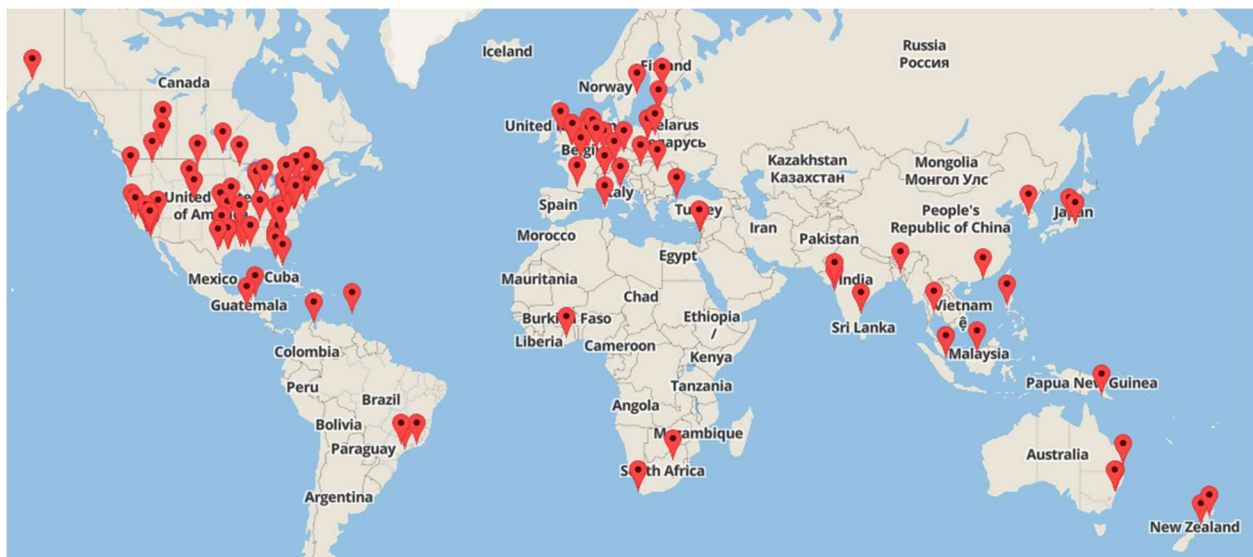 Iceland
Russia
Россия
Finland
Norway
Canada
United
Belarus
Беларусь
Belgi
Kazakhstan
Казахстан
Mongolia
Монгол Улс
United
of Am
Italy
Spain
Turkey
Japan
People's
Republic of China
Iran
Morocco
Pakistan
Egypt
Mexico
Cuba
Mauritania
India
Guatemala
Chad
Vietnam
Burki Faso
Ethiopia
/
Sri Lanka
ệ
Liberia
Cameroon
Colombia
Malaysia
Kenya
Peru
Papua New Guinea
Tanzania
Brazil
Angola
Bolivia
Mozambique
Paraguay
Australia
South Africa
Argentina
New Zealand